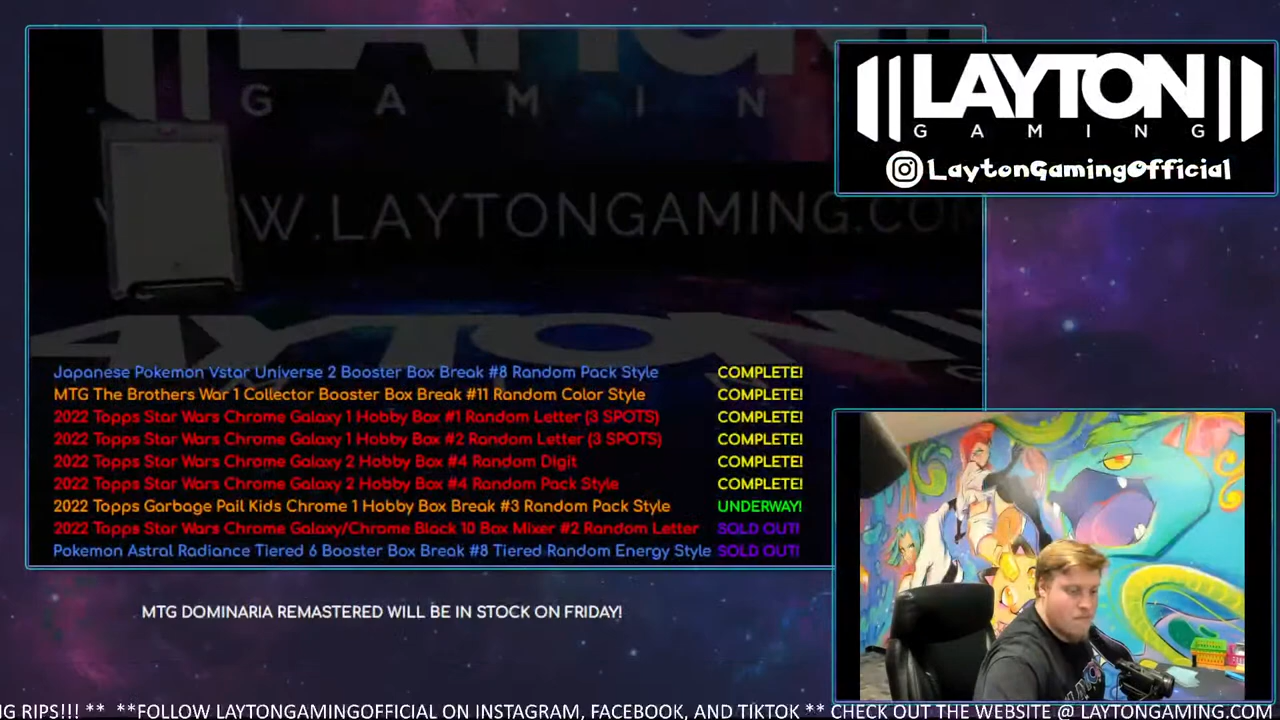 LAYTON
GAMING
LaytonGamingOfficial
G A M I N
W.LAYTONGAMING.COM
AYTON
Japanese Pokemon Vstar Universe 2 Booster Box Break #8 Random Pack Style COMPLETE!
MTG The Brothers War 1 Collector Booster Box Break #11 Random Color Style COMPLETE!
2022 Topps Star Wars Chrome Galaxy 1 Hobby Box #1 Random Letter (3 SPOTS) COMPLETE!
2022 Topps Star Wars Chrome Galaxy 1 Hobby Box #2 Random Letter (3 SPOTS) COMPLETE!
2022 Topps Star Wars Chrome Galaxy 2 Hobby Box #4 Random Digit COMPLETE!
2022 Topps Star Wars Chrome Galaxy 2 Hobby Box #4 Random Pack Style COMPLETE!
2022 Topps Garbage Pail Kids Chrome 1 Hobby Box Break #3 Random Pack Style UNDERWAY!
2022 Topps Star Wars Chrome Galaxy/Chrome Black 10 Box Mixer #2 Random Letter SOLD OUT!
Pokemon Astral Radiance Tiered 6 Booster Box Break #8 Tiered Random Energy Style SOLD OUT!
MTG DOMINARIA REMASTERED WILL BE IN STOCK ON FRIDAY!
G RIPS!!! ** **FOLLOW LAYTONGAMINGOFFICIAL ON INSTAGRAM, FACEBOOK, AND TIKTOK ** CHECK OUT THE WEBSITE @ LAYTONGAMING.COM